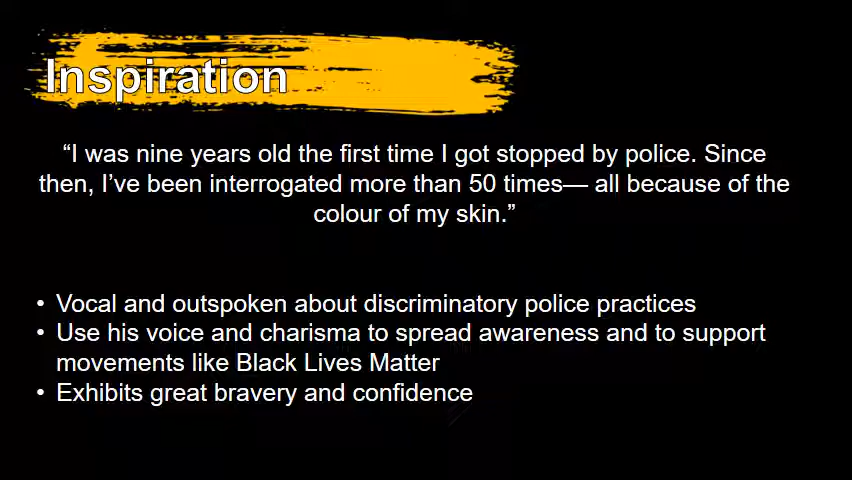 Inspiration
“I was nine years old the first time I got stopped by police. Since
then, I’ve been interrogated more than 50 times— all because of the
colour of my skin.”
• Vocal and outspoken about discriminatory police practices
• Use his voice and charisma to spread awareness and to support
movements like Black Lives Matter
• Exhibits great bravery and confidence